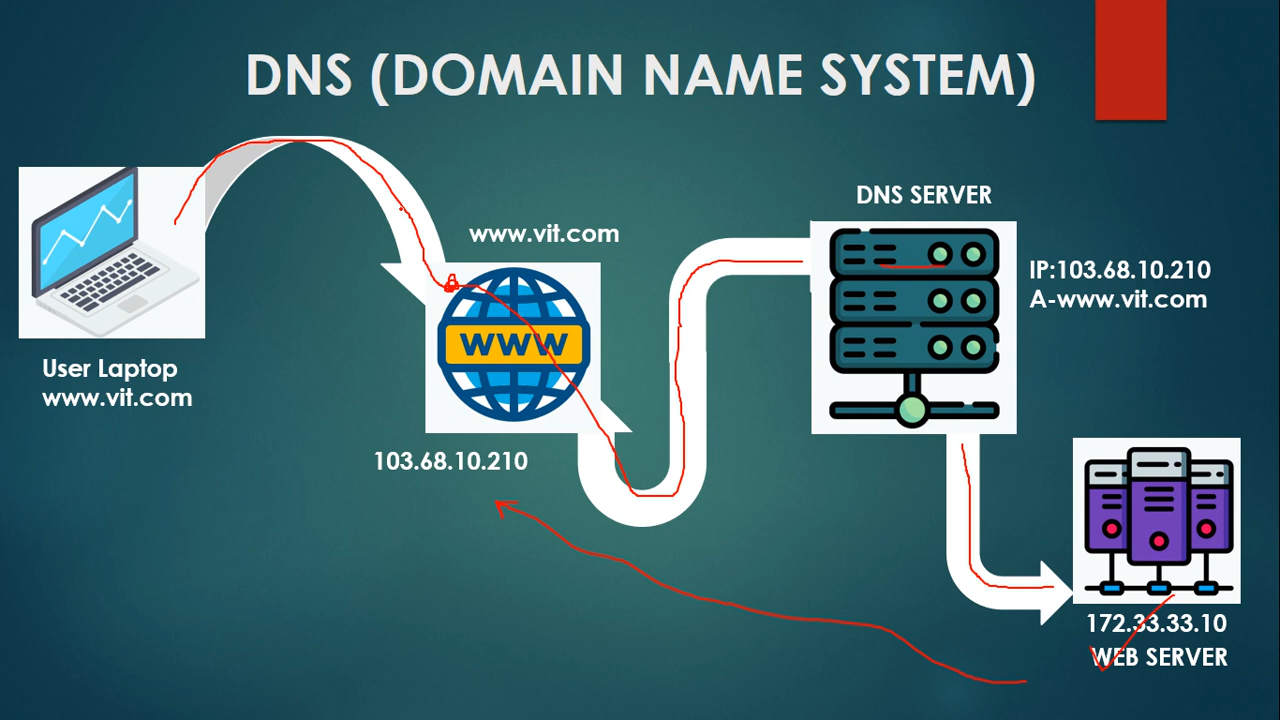 DNS (DOMAIN NAME SYSTEM)
User Laptop
www.vit.com
www.vit.com
WWW
103.68.10.210
DNS SERVER
IP:103.68.10.210
A-www.vit.com
172.33.33.10
WEB SERVER